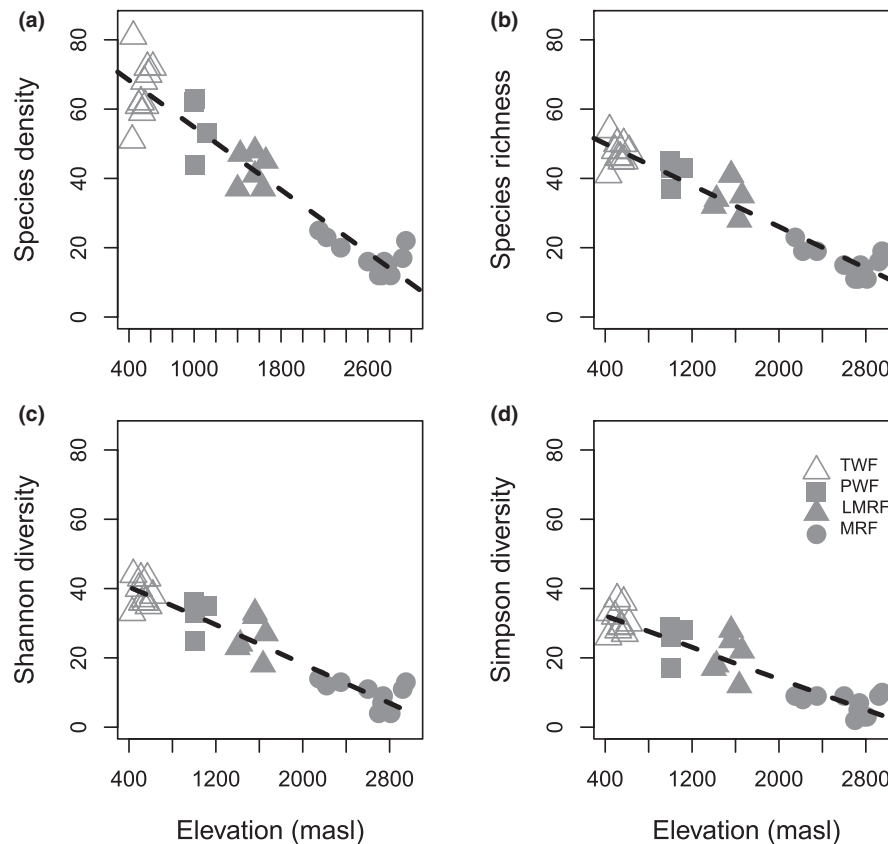 (a)
Species density
80
60
40
20
0
400 1000 1800 2600
(b)
Species richness
80
60
40
20
0
400 1200 2000 2800
(c)
Shannon diversity
80
60
40
20
0
400 1200 2000 2800
Elevation (masl)
(d)
Simpson diversity
80
60
40
20
0
TWF
PWF
LMRF
MRF
400 1200 2000 2800
Elevation (masl)